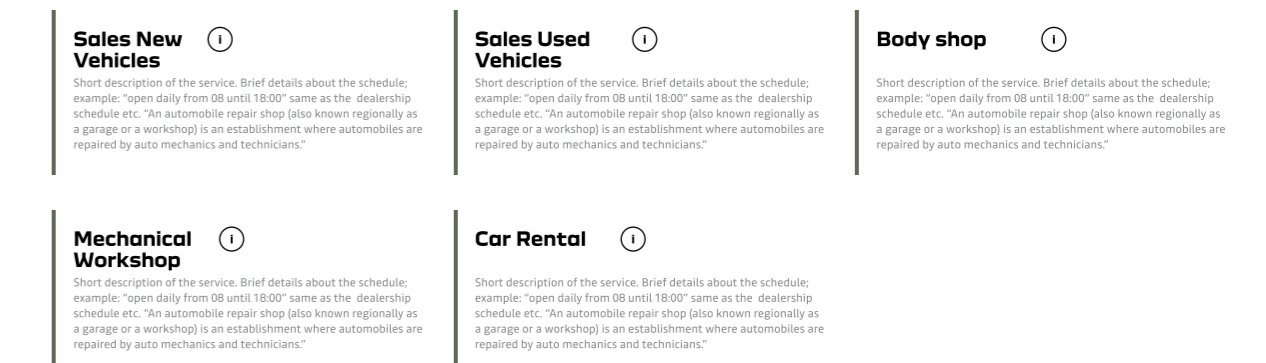 Sales New
Vehicles
i
Short description of the service. Brief details about the schedule;
example: “open daily from 08 until 18:00” same as the  dealership
schedule etc. “An automobile repair shop (also known regionally as
a garage or a workshop) is an establishment where automobiles are
repaired by auto mechanics and technicians.”
Sales Used
Vehicles
i
Short description of the service. Brief details about the schedule;
example: “open daily from 08 until 18:00” same as the  dealership
schedule etc. “An automobile repair shop (also known regionally as
a garage or a workshop) is an establishment where automobiles are
repaired by auto mechanics and technicians.”
Body shop
i
Short description of the service. Brief details about the schedule;
example: “open daily from 08 until 18:00” same as the  dealership
schedule etc. “An automobile repair shop (also known regionally as
a garage or a workshop) is an establishment where automobiles are
repaired by auto mechanics and technicians.”
Mechanical
Workshop
i
Short description of the service. Brief details about the schedule;
example: “open daily from 08 until 18:00” same as the  dealership
schedule etc. “An automobile repair shop (also known regionally as
a garage or a workshop) is an establishment where automobiles are
repaired by auto mechanics and technicians.”
Car Rental
i
Short description of the service. Brief details about the schedule;
example: “open daily from 08 until 18:00” same as the  dealership
schedule etc. “An automobile repair shop (also known regionally as
a garage or a workshop) is an establishment where automobiles are
repaired by auto mechanics and technicians.”